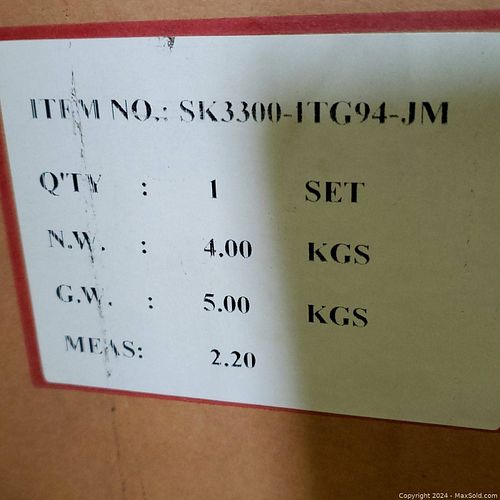 ITEM NO.: SK3300-ITG94-JM
Q'TY : 1 SET
N.W. : 4.00 KGS
G.W. : 5.00 KGS
MEAS: 2.20
Copyright 2024 - MaxSold.com